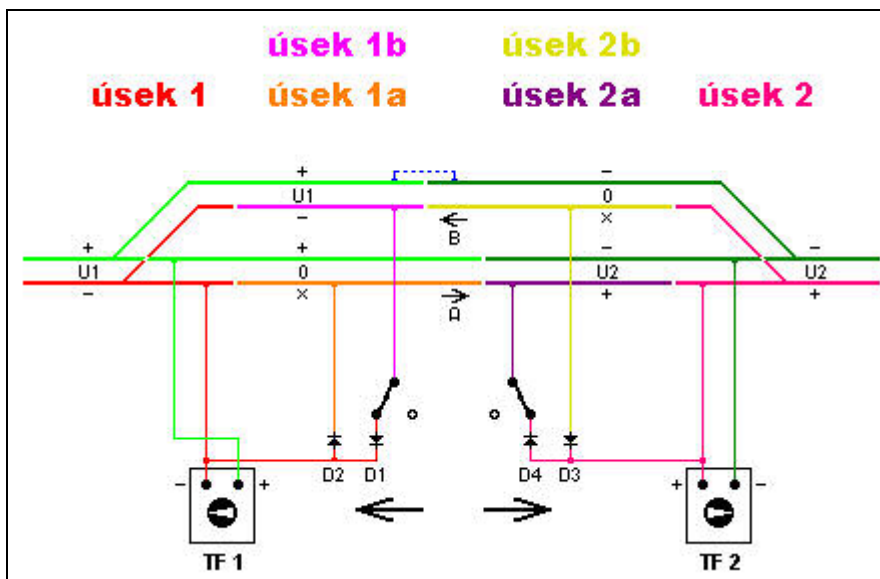 úsek 1b úsek 2b
úsek 1 úsek 1a úsek 2a úsek 2
+ −
U1 0
− B ×
+ + − −
U1 0 U2 U2
− × A + +
D2 D1 D4 D3
− + + −
TF 1 TF 2